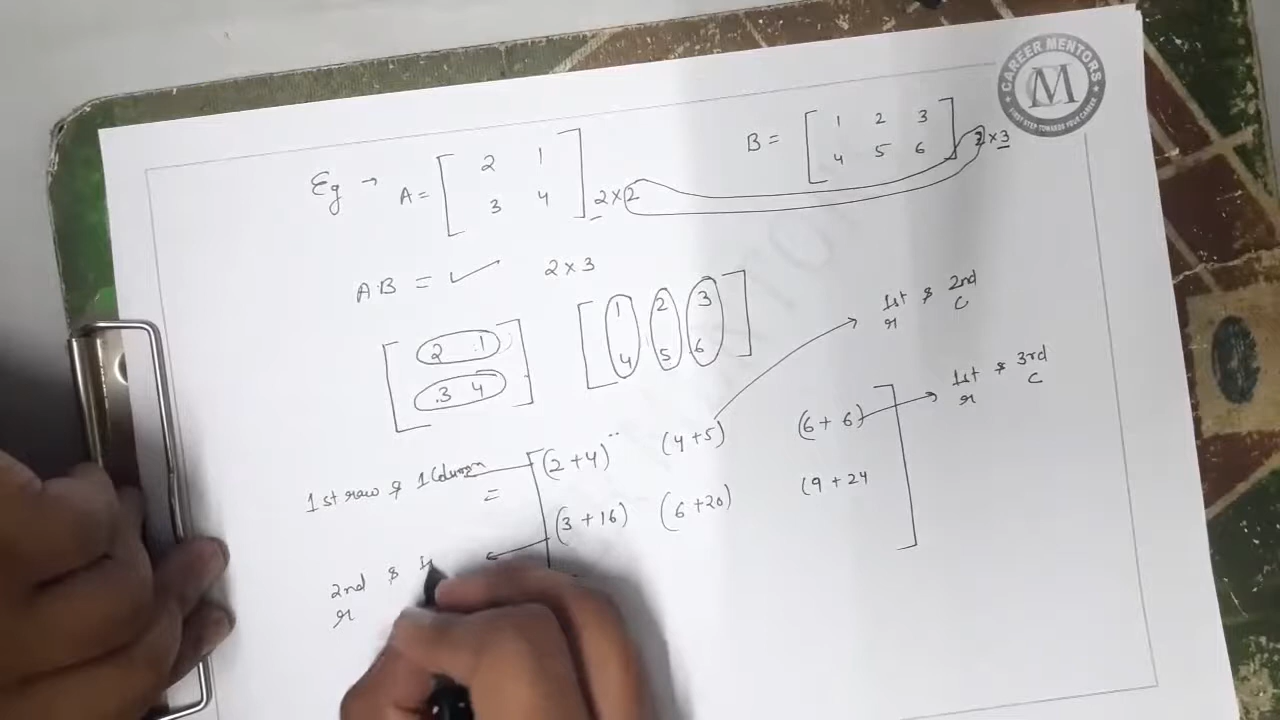 CAREER MENTORS
M
FIRST STEP TOWARDS YOUR CAREER
Eg → A = [ 2 1
3 4 ] 2×2
B = [ 1 2 3
4 5 6 ] 2×3
A·B = ✓ 2×3
[ 2 1
3 4 ] [ 1 2 3
4 5 6 ]
1st & 2nd
r C
1st & 3rd
r C
1st row & 1 Column
= [ (2+4) (4+5) (6+6)
(3+16) (6+20) (9+24 ]
2nd &
r